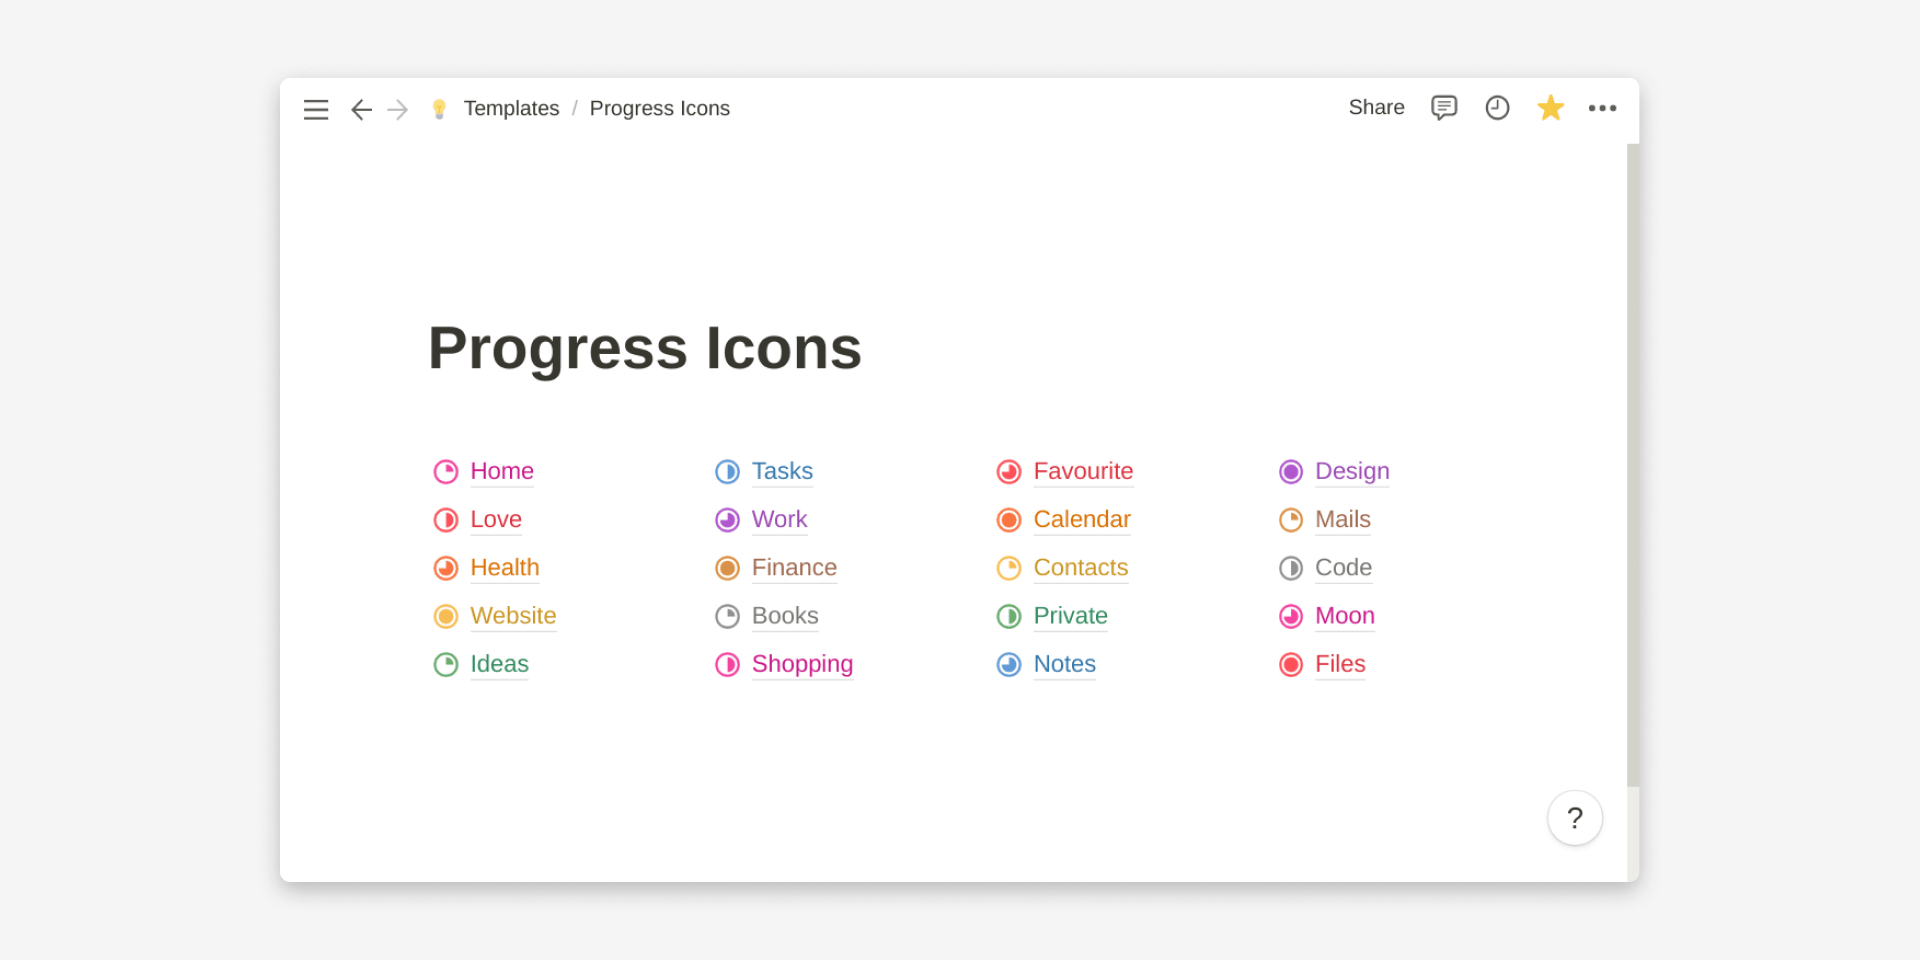 Templates / Progress Icons
Share
Progress Icons
Home
Tasks
Favourite
Design
Love
Work
Calendar
Mails
Health
Finance
Contacts
Code
Website
Books
Private
Moon
Ideas
Shopping
Notes
Files
?